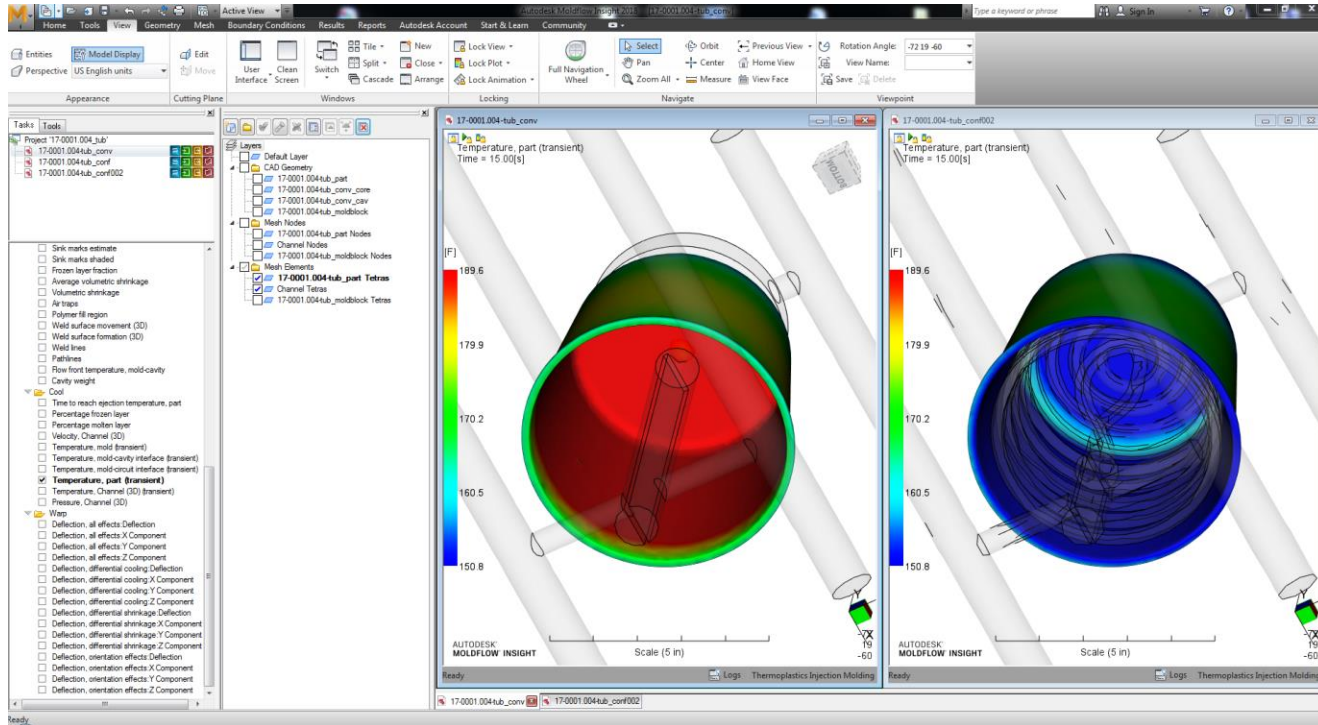 Active View
Autodesk Moldflow Insight
17-0001.004-tub_conv
Type a keyword or phrase
Sign In
Home Tools View Geometry Mesh Boundary Conditions Results Reports Autodesk Account Start & Learn Community
Entities Model Display Edit User Interface Clean Screen Switch Tile New Lock View Full Navigation Wheel Select Orbit Previous View Rotation Angle: -72 19 -60
Perspective US English units Move Split Close Lock Plot Pan Center Home View View Name:
Cascade Arrange Lock Animation Zoom All Measure View Face Save Delete
Appearance Cutting Plane Windows Locking Navigate Viewpoint
Tasks Tools
Project '17-0001.004_tub'
17-0001.004-tub_conv
17-0001.004-tub_conf
17-0001.004-tub_conf002
Sink marks estimate
Sink marks shaded
Frozen layer fraction
Average volumetric shrinkage
Volumetric shrinkage
Air traps
Polymer fill region
Weld surface movement (3D)
Weld surface formation (3D)
Weld lines
Pathlines
Flow front temperature, mold-cavity
Cavity weight
Cool
Time to reach ejection temperature, part
Percentage frozen layer
Percentage molten layer
Velocity, Channel (3D)
Temperature, mold (transient)
Temperature, mold-cavity interface (transient)
Temperature, mold-circuit interface (transient)
Temperature, part (transient)
Temperature, Channel (3D) (transient)
Pressure, Channel (3D)
Warp
Deflection, all effects:Deflection
Deflection, all effects:X Component
Deflection, all effects:Y Component
Deflection, all effects:Z Component
Deflection, differential cooling:Deflection
Deflection, differential cooling:X Component
Deflection, differential cooling:Y Component
Deflection, differential cooling:Z Component
Deflection, differential shrinkage:Deflection
Deflection, differential shrinkage:X Component
Deflection, differential shrinkage:Y Component
Deflection, differential shrinkage:Z Component
Deflection, orientation effects:Deflection
Deflection, orientation effects:X Component
Deflection, orientation effects:Y Component
Deflection, orientation effects:Z Component
Layers
Default Layer
CAD Geometry
17-0001.004-tub_part
17-0001.004-tub_conv_core
17-0001.004-tub_conv_cav
17-0001.004-tub_moldblock
Mesh Nodes
17-0001.004-tub_part Nodes
Channel Nodes
17-0001.004-tub_moldblock Nodes
Mesh Elements
17-0001.004-tub_part Tetras
Channel Tetras
17-0001.004-tub_moldblock Tetras
17-0001.004-tub_conv
Temperature, part (transient)
Time = 15.00[s]
BOTTOM
[F]
189.6
179.9
170.2
160.5
150.8
Y
19
-60
AUTODESK
MOLDFLOW INSIGHT
Scale (5 in)
Ready Logs Thermoplastics Injection Molding
17-0001.004-tub_conf002
Temperature, part (transient)
Time = 15.00[s]
[F]
189.6
179.9
170.2
160.5
150.8
Y
19
-60
AUTODESK
MOLDFLOW INSIGHT
Scale (5 in)
Ready Logs Thermoplastics Injection Molding
17-0001.004-tub_conv 17-0001.004-tub_conf002
Ready